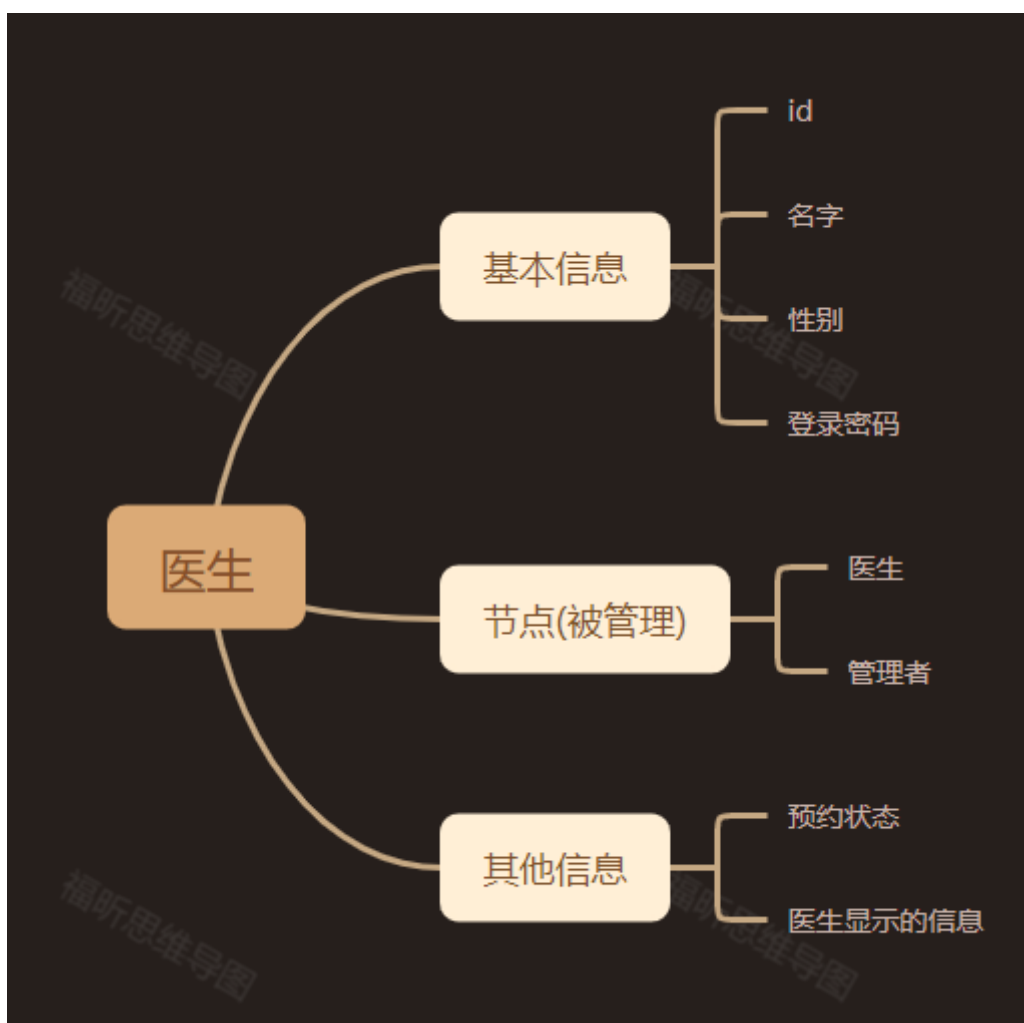 id
名字
基本信息
性别
登录密码
医生
医生
节点(被管理)
管理者
预约状态
其他信息
医生显示的信息
福昕思维导图
福昕思维导图
福昕思维导图
福昕思维导图